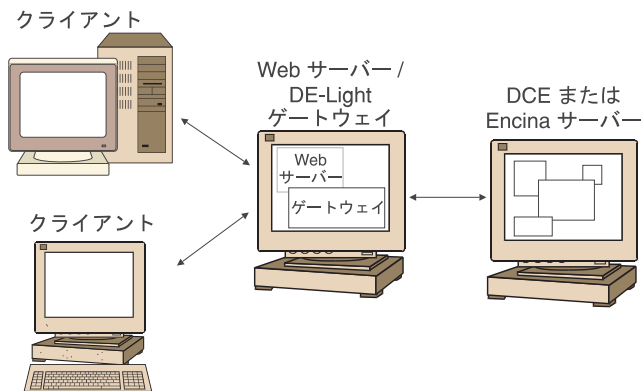 クライアント
Web サーバー /
DE-Light
ゲートウェイ
DCE または
Encina サーバー
Web
サーバー
ゲートウェイ
クライアント